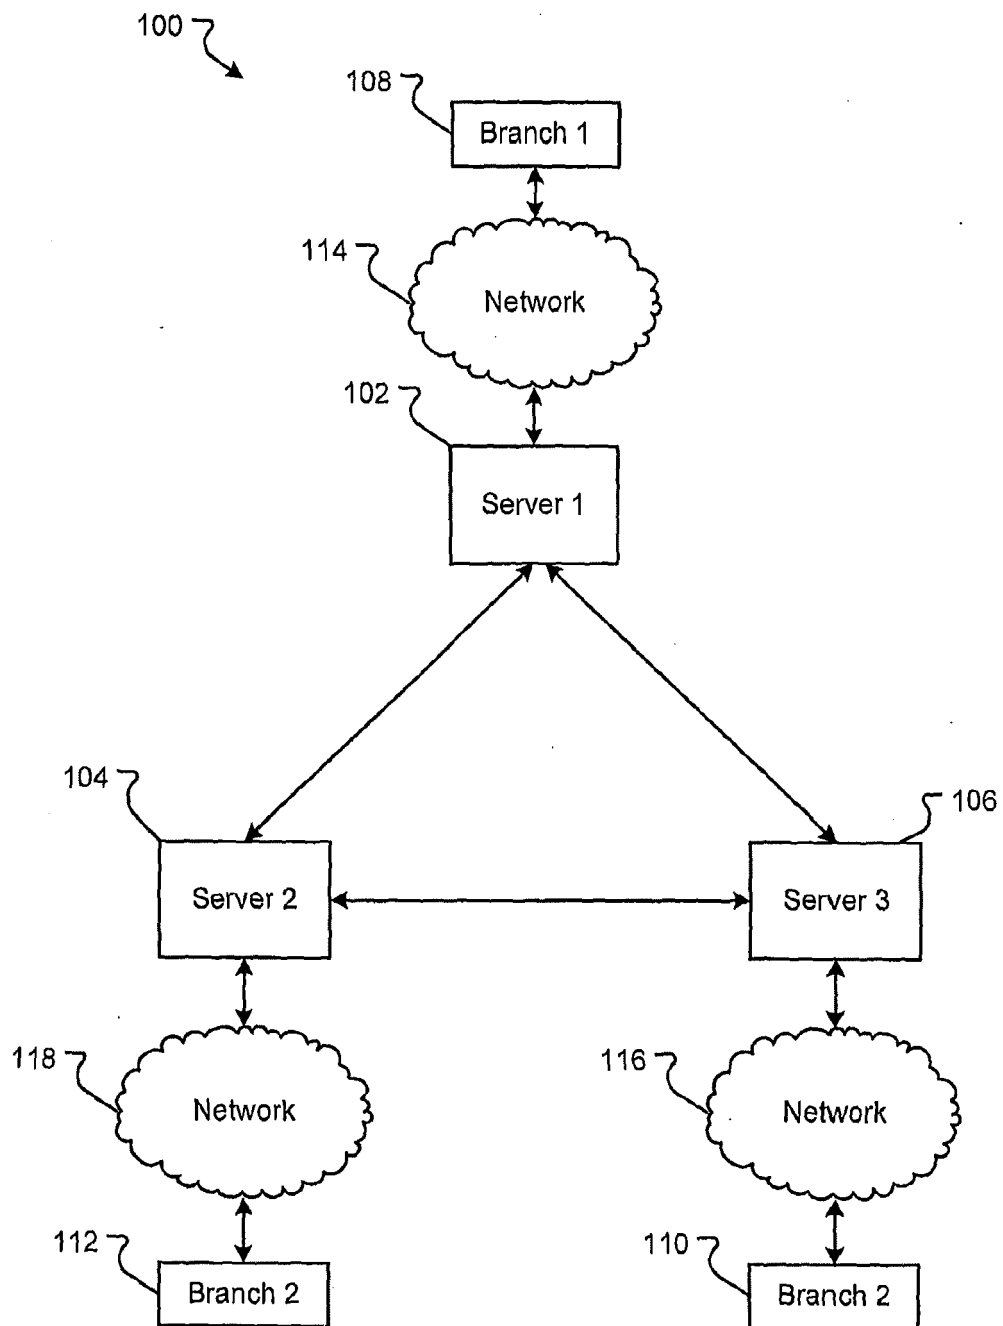 100
108
Branch 1
114
Network
102
Server 1
104
106
Server 2
Server 3
118
116
Network
Network
112
110
Branch 2
Branch 2